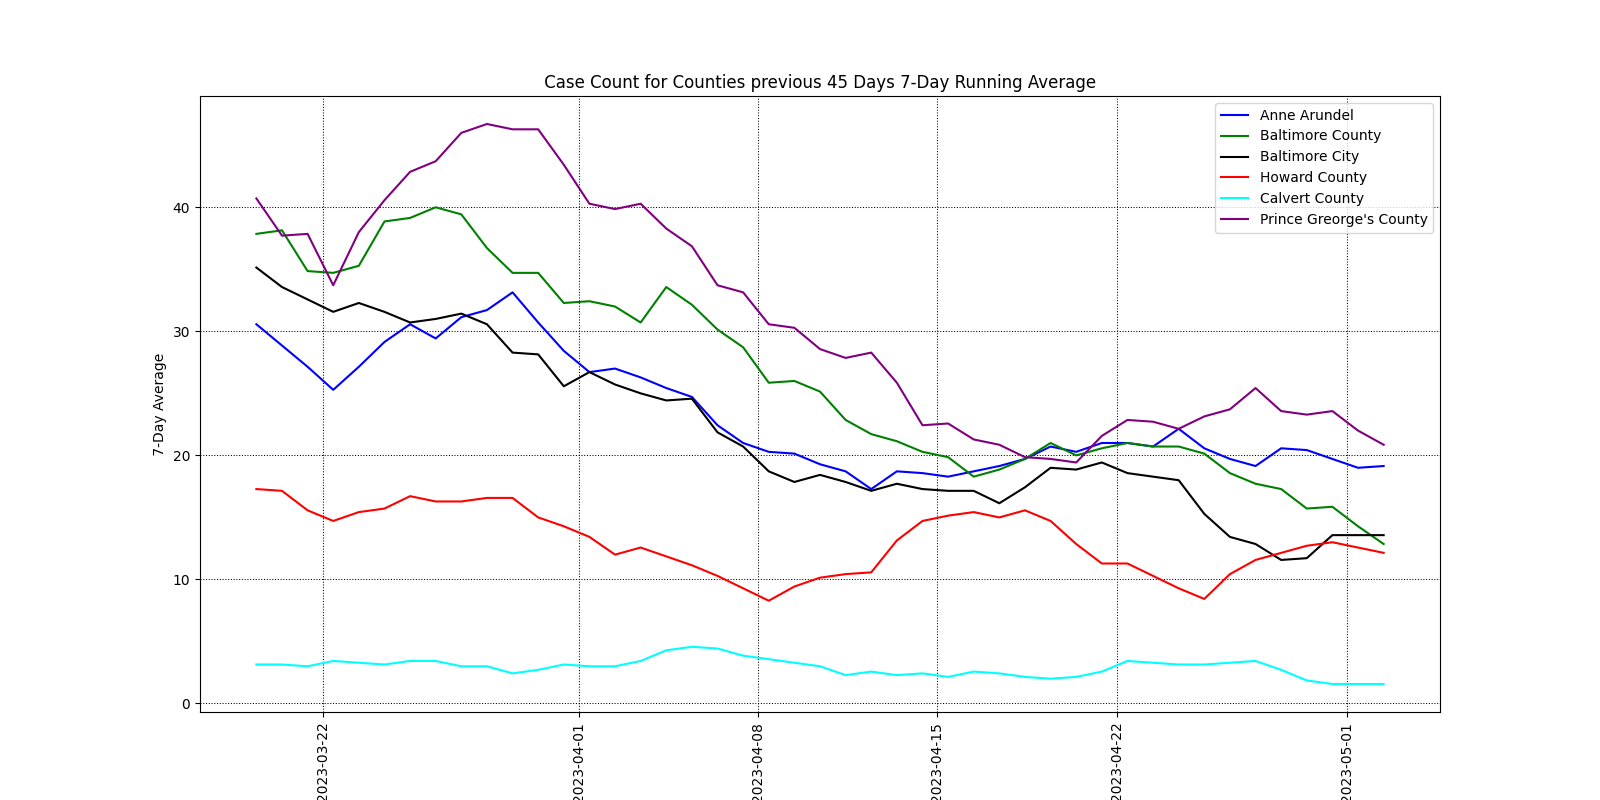 Case Count for Counties previous 45 Days 7-Day Running Average
Anne Arundel
Baltimore County
Baltimore City
Howard County
Calvert County
Prince Greorge's County
7-Day Average
40
30
20
10
0
2023-03-22
2023-04-01
2023-04-08
2023-04-15
2023-04-22
2023-05-01